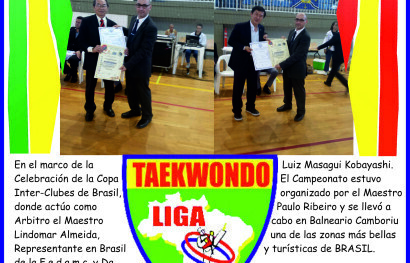 En el marco de la
Celebración de la Copa
Inter-Clubes de Brasil,
donde actúo como
Arbitro el Maestro
Lindomar Almeida,
Representante en Brasil
TAEKWONDO
LIGA
Luiz Masagui Kobayashi.
El Campeonato estuvo
organizado por el Maestro
Paulo Ribeiro y se llevó a
cabo en Balneario Camboriu
una de las zonas más bellas
y turísticas de BRASIL.